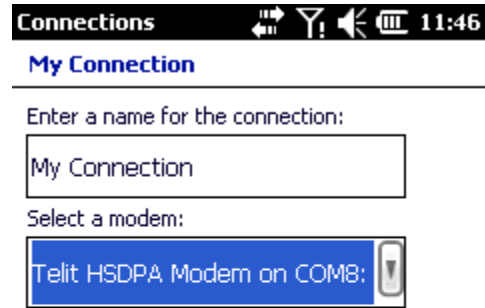 Connections 11:46
My Connection
Enter a name for the connection:
My Connection
Select a modem:
Telit HSDPA Modem on COM8: